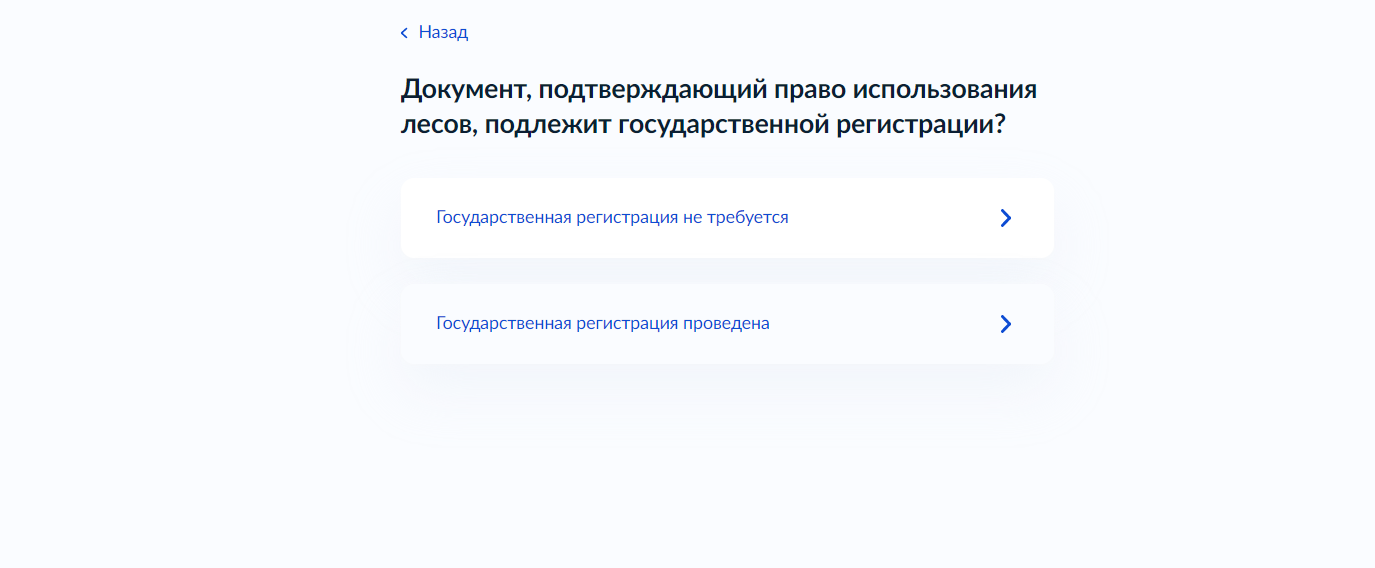 Назад
Документ, подтверждающий право использования
лесов, подлежит государственной регистрации?
Государственная регистрация не требуется
Государственная регистрация проведена